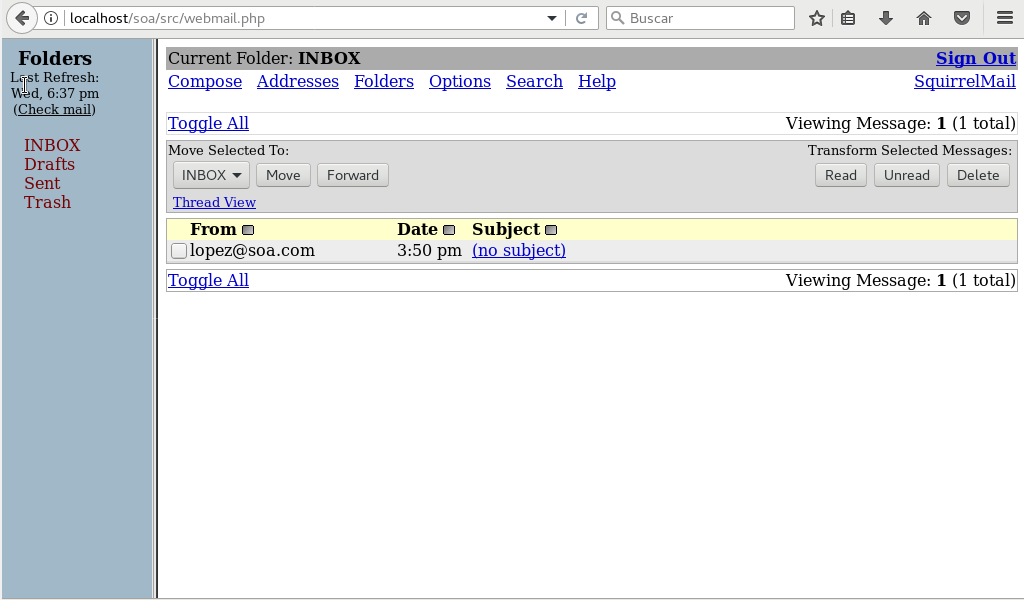 localhost/soa/src/webmail.php
Buscar
Folders
Last Refresh:
Wed, 6:37 pm
(Check mail)
INBOX
Drafts
Sent
Trash
Current Folder: INBOX Sign Out
Compose Addresses Folders Options Search Help SquirrelMail
Toggle All Viewing Message: 1 (1 total)
Move Selected To: Transform Selected Messages:
INBOX Move Forward Read Unread Delete
Thread View
From Date Subject
lopez@soa.com 3:50 pm (no subject)
Toggle All Viewing Message: 1 (1 total)